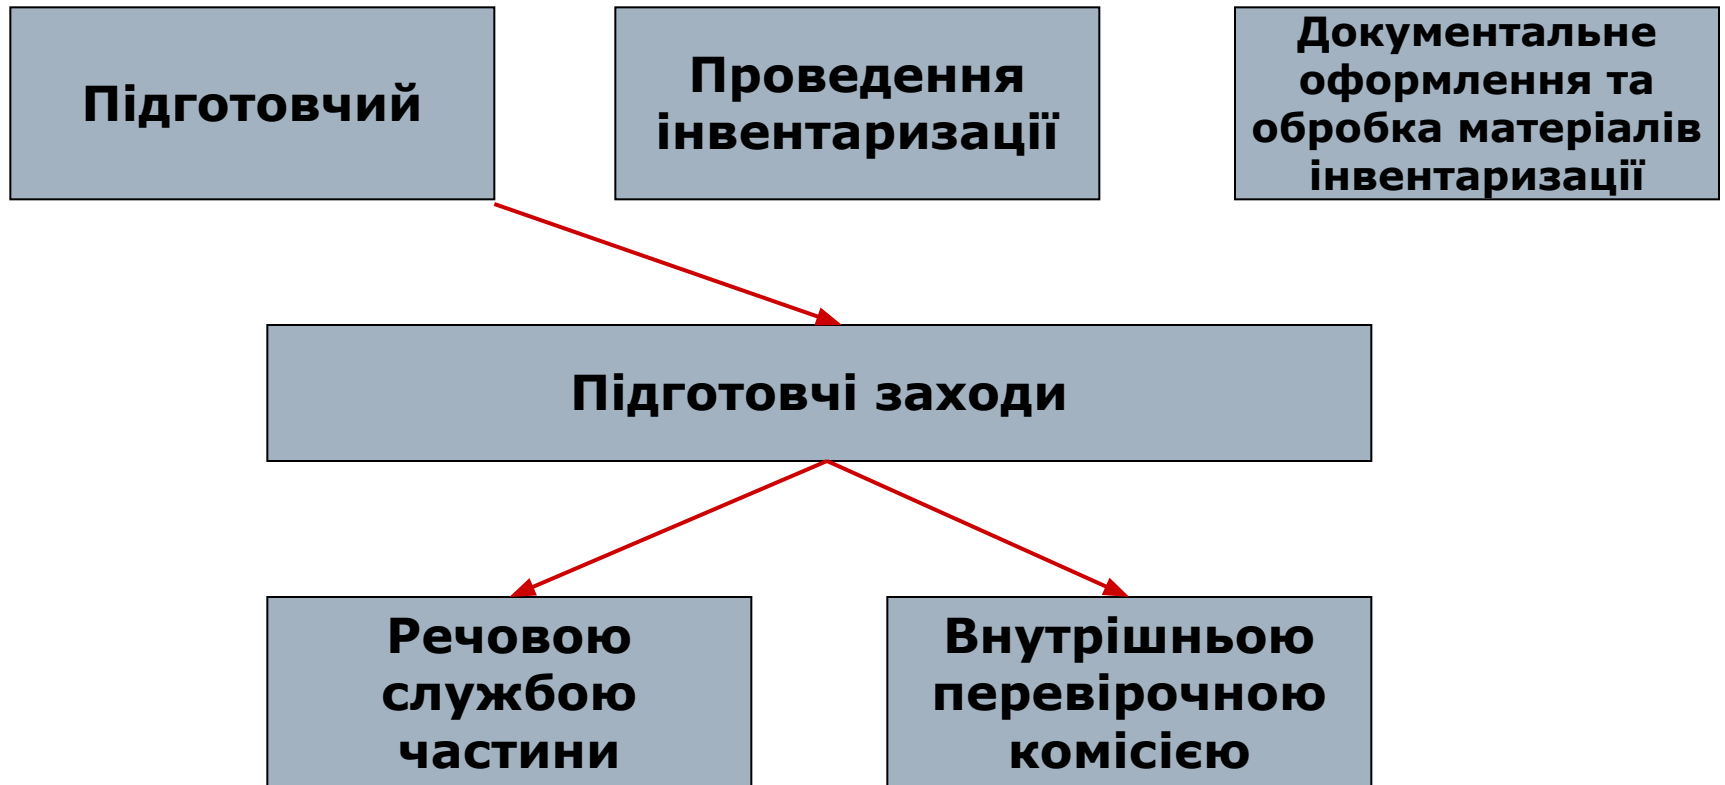 Підготовчий
Проведення
інвентаризації
Документальне
оформлення та
обробка матеріалів
інвентаризації
Підготовчі заходи
Речовою
службою
частини
Внутрішньою
перевірочною
комісією